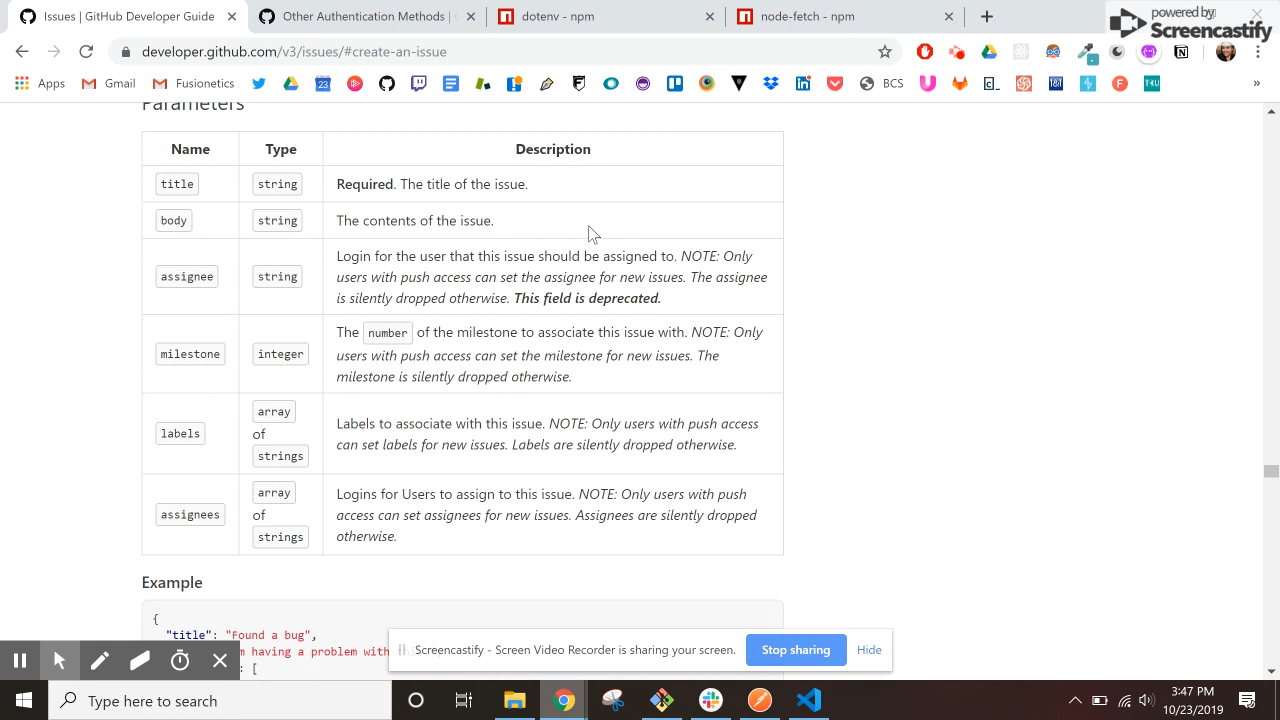 Issues | GitHub Developer Guide
Other Authentication Methods | G
dotenv - npm
node-fetch - npm
powered by
Screencastify
developer.github.com/v3/issues/#create-an-issue
Apps
Gmail
Fusionetics
BCS
Parameters
Name Type Description
title string Required. The title of the issue.
body string The contents of the issue.
Login for the user that this issue should be assigned to. NOTE: Only
assignee string users with push access can set the assignee for new issues. The assignee
is silently dropped otherwise. This field is deprecated.
The number of the milestone to associate this issue with. NOTE: Only
milestone integer users with push access can set the milestone for new issues. The
milestone is silently dropped otherwise.
array
labels of Labels to associate with this issue. NOTE: Only users with push access
strings can set labels for new issues. Labels are silently dropped otherwise.
array Logins for Users to assign to this issue. NOTE: Only users with push
assignees of access can set assignees for new issues. Assignees are silently dropped
strings otherwise.
Example
{
"title": "Found a bug",
m having a problem with
[
Screencastify - Screen Video Recorder is sharing your screen.
Stop sharing
Hide
Type here to search
3:47 PM
10/23/2019